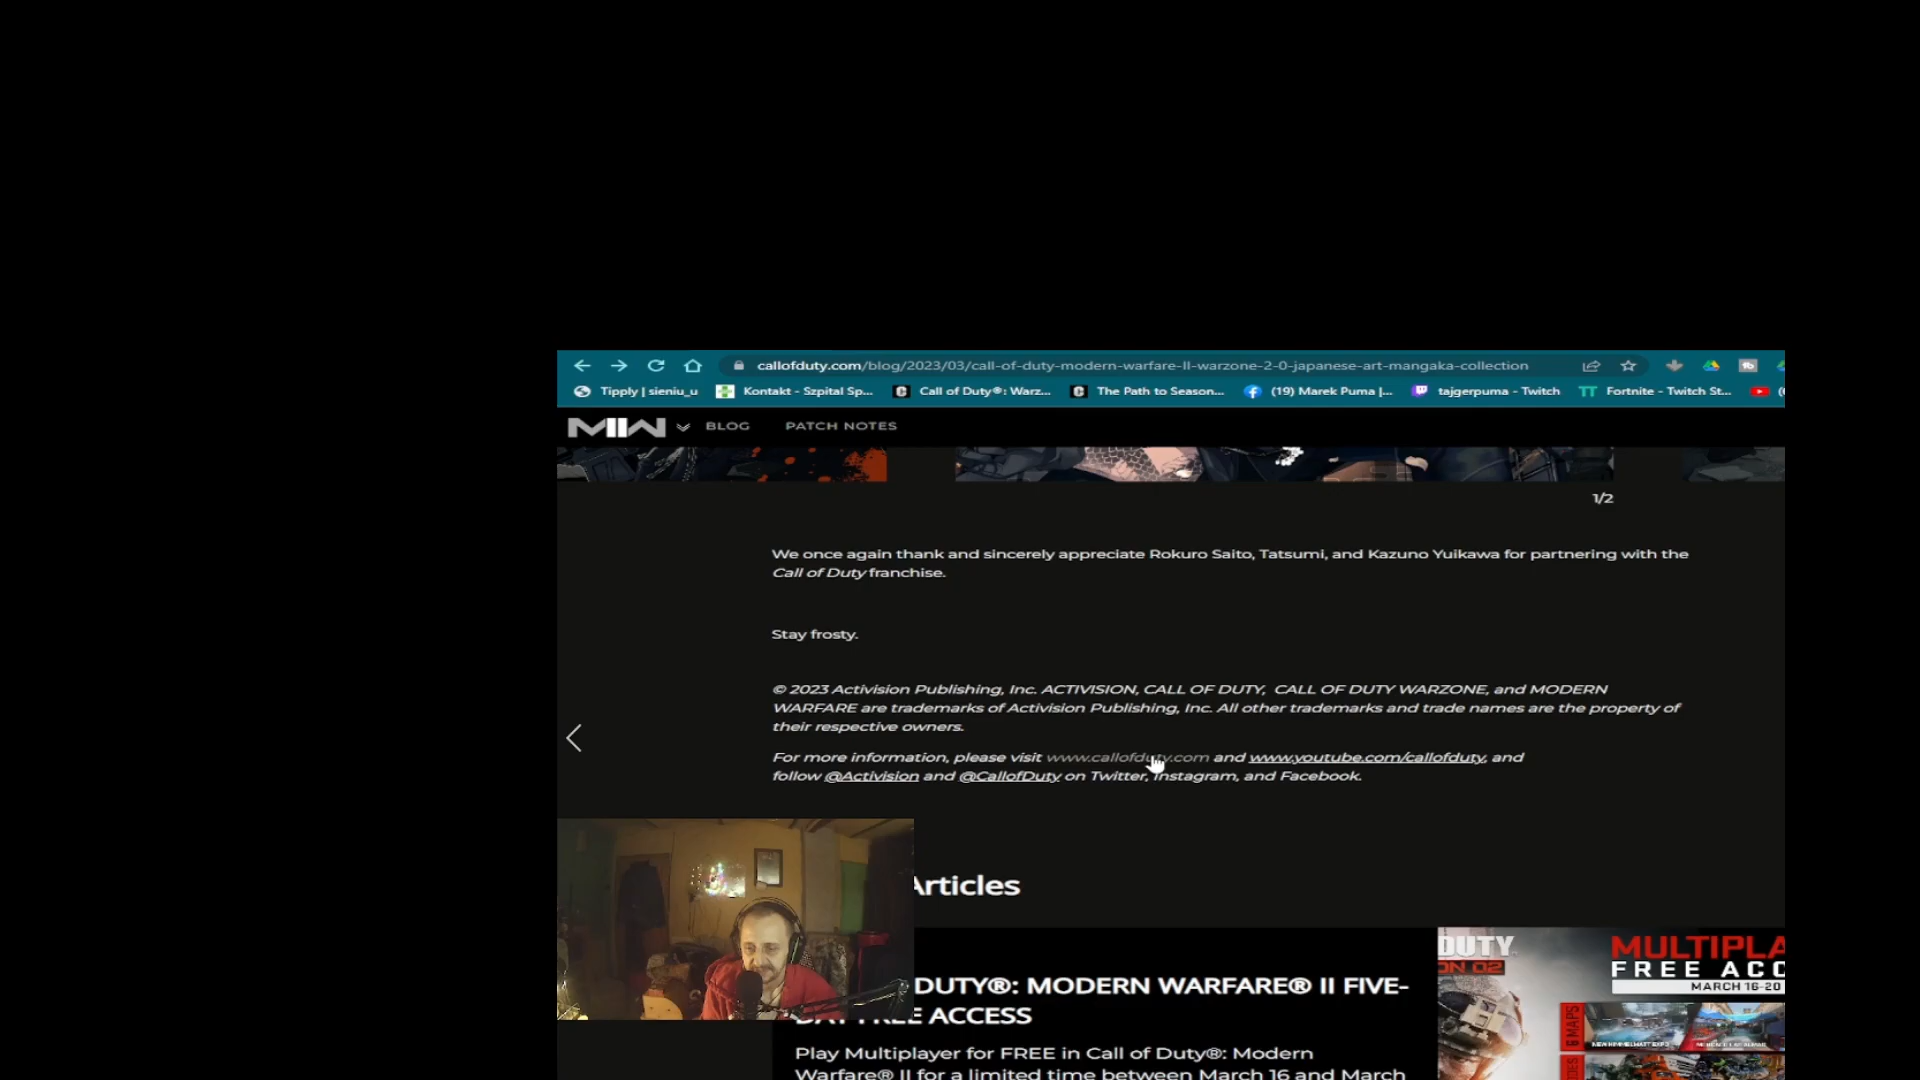 callofduty.com/blog/2023/03/call-of-duty-modern-warfare-II-warzone-2-0-japanese-art-mangaka-collection
Tipply | sieniu_u Kontakt - Szpital Sp... Call of Duty®: Warz... The Path to Season... (19) Marek Puma |... tajgerpuma - Twitch Fortnite - Twitch St...
MIIW BLOG PATCH NOTES
1/2
We once again thank and sincerely appreciate Rokuro Saito, Tatsumi, and Kazuno Yuikawa for partnering with the
Call of Duty franchise.
Stay frosty.
© 2023 Activision Publishing, Inc. ACTIVISION, CALL OF DUTY, CALL OF DUTY WARZONE, and MODERN
WARFARE are trademarks of Activision Publishing, Inc. All other trademarks and trade names are the property of
their respective owners.
For more information, please visit www.callofduty.com and www.youtube.com/callofduty, and
follow @Activision and @CallofDuty on Twitter, Instagram, and Facebook.
Articles
DUTY®: MODERN WARFARE® II FIVE-
ACCESS
Play Multiplayer for FREE in Call of Duty®: Modern
Warfare® II for a limited time between March 16 and March
DUTY
ON 02
MULTIPLA
FREE ACC
MARCH 16-20